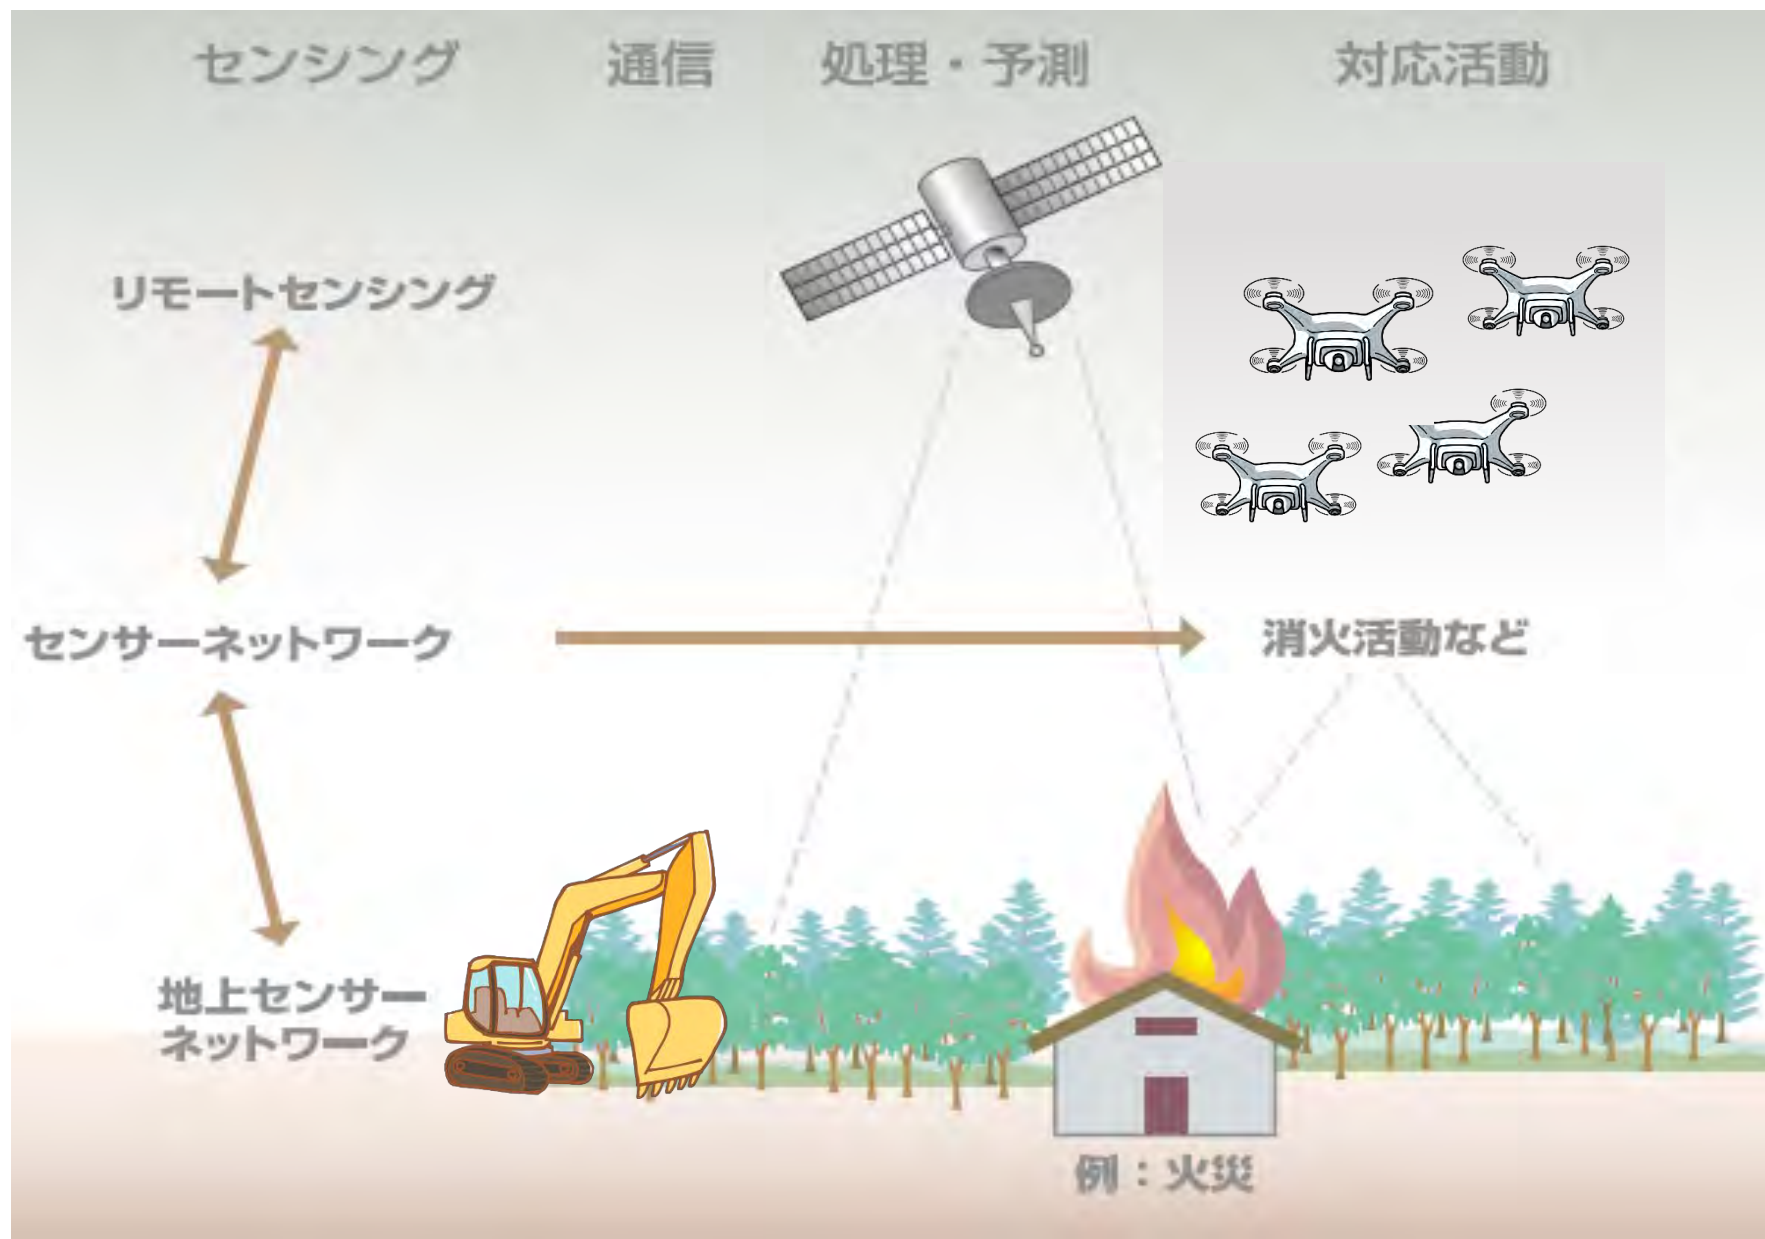 センシング
通信
処理・予測
対応活動
リモートセンシング
センサーネットワーク
消火活動など
地上センサー
ネットワーク
例：火災